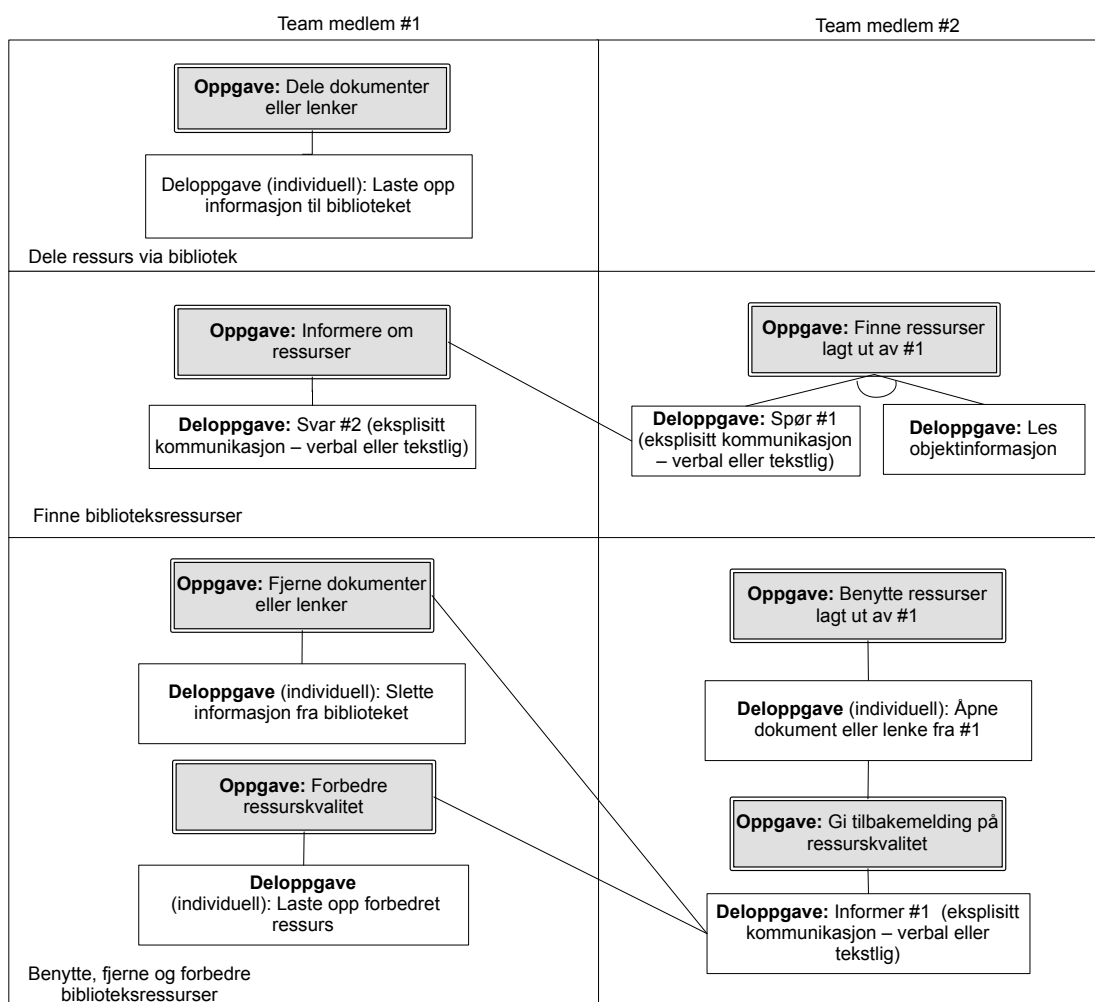 Team medlem #1
Team medlem #2
Oppgave: Dele dokumenter
eller lenker
Deloppgave (individuell): Laste opp
informasjon til biblioteket
Dele ressurs via bibliotek
Oppgave: Informere om
ressurser
Deloppgave: Svar #2 (eksplisitt
kommunikasjon – verbal eller tekstlig)
Oppgave: Finne ressurser
lagt ut av #1
Deloppgave: Spør #1
(eksplisitt kommunikasjon
– verbal eller tekstlig)
Deloppgave: Les
objektinformasjon
Finne biblioteksressurser
Oppgave: Fjerne dokumenter
eller lenker
Deloppgave (individuell): Slette
informasjon fra biblioteket
Oppgave: Forbedre
ressurskvalitet
Deloppgave
(individuell): Laste opp forbedret
ressurs
Oppgave: Benytte ressurser
lagt ut av #1
Deloppgave (individuell): Åpne
dokument eller lenke fra #1
Oppgave: Gi tilbakemelding på
ressurskvalitet
Deloppgave: Informer #1 (eksplisitt
kommunikasjon – verbal eller
tekstlig)
Benytte, fjerne og forbedre
biblioteksressurser